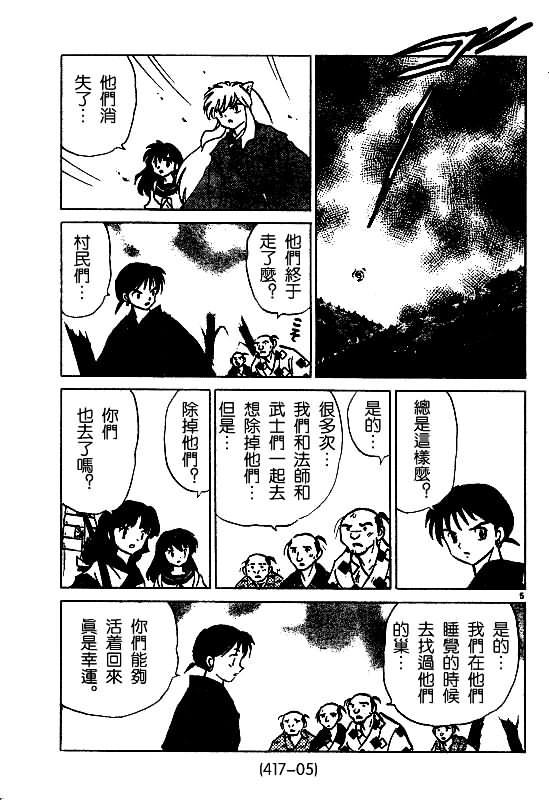 他們消
失了…
他們終于
走了麼?
村民們…
總是這樣麼?
是的…
很多次…
我們和法師和
武士們一起去
想除掉他們…
但是…
除掉他們?
你們
也去了嗎?
5
是的…
我們在他們
睡覺的時候
去找過他們
的巢…
你們能夠
活着回來
真是幸運。
(417-05)